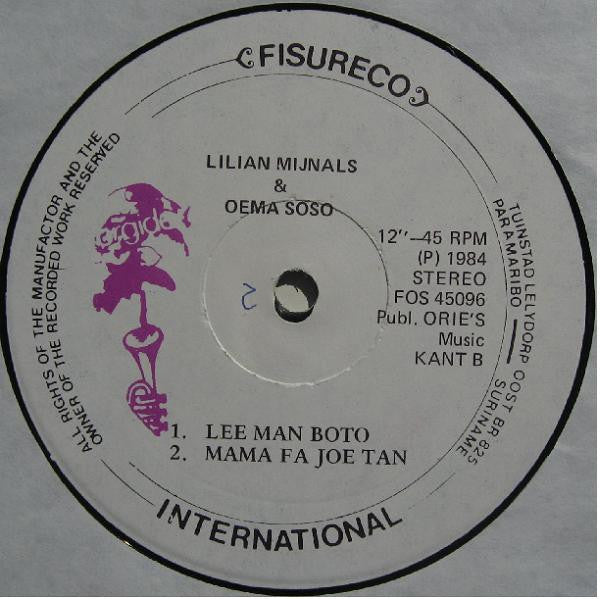 FISURECO
LILIAN MIJNALS
&
OEMA SOSO
12"—45 RPM
(P) 1984
STEREO
FOS 45096
Publ. ORIE'S
Music
KANT B
2
1. LEE MAN BOTO
2. MAMA FA JOE TAN
INTERNATIONAL
ALL RIGHTS OF THE MANUFACTOR AND THE
OWNER OF THE RECORDED WORK RESERVED
TUINSTAD LELYDORP OOST BR 825
PARAMARIBO — SURINAME